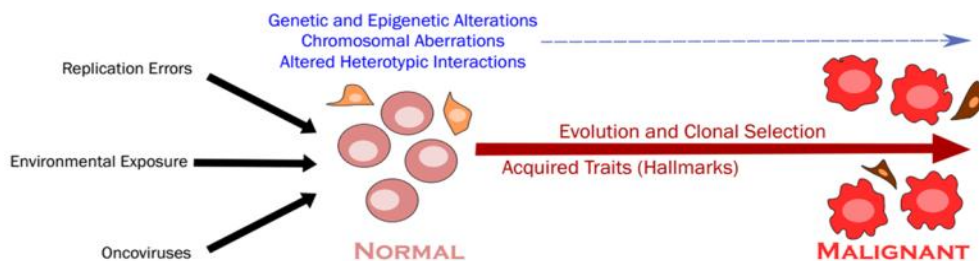 Genetic and Epigenetic Alterations
Chromosomal Aberrations
Altered Heterotypic Interactions
Replication Errors
Environmental Exposure
Oncoviruses
Evolution and Clonal Selection
Acquired Traits (Hallmarks)
NORMAL
MALIGNANT